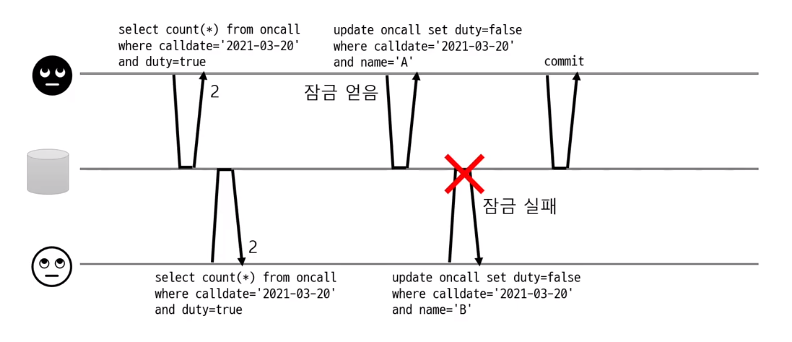 select count(*) from oncall
where calldate='2021-03-20'
and duty=true
update oncall set duty=false
where calldate='2021-03-20'
and name='A'
commit
2
잠금 얻음
잠금 실패
2
select count(*) from oncall
where calldate='2021-03-20'
and duty=true
update oncall set duty=false
where calldate='2021-03-20'
and name='B'